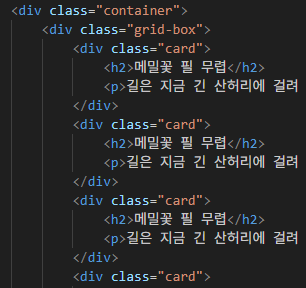 <div class="container">
<div class="grid-box">
<div class="card">
<h2>메밀꽃 필 무렵</h2>
<p>길은 지금 긴 산허리에 걸려
</div>
<div class="card">
<h2>메밀꽃 필 무렵</h2>
<p>길은 지금 긴 산허리에 걸려
</div>
<div class="card">
<h2>메밀꽃 필 무렵</h2>
<p>길은 지금 긴 산허리에 걸려
</div>
<div class="card">